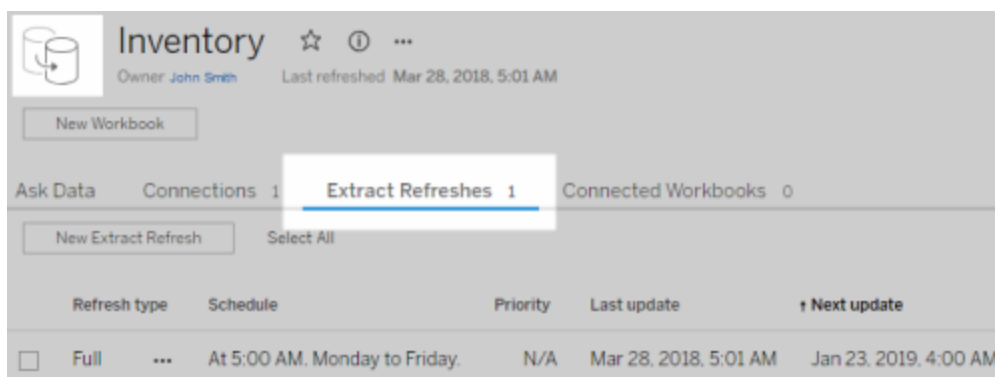 Inventory ...
Owner John Smith Last refreshed Mar 28, 2018, 5:01 AM
New Workbook
Ask Data Connections 1 Extract Refreshes 1 Connected Workbooks 0
New Extract Refresh Select All
Refresh type Schedule Priority Last update ↑ Next update
Full ... At 5:00 AM. Monday to Friday. N/A Mar 28, 2018, 5:01 AM Jan 23, 2019, 4:00 AM